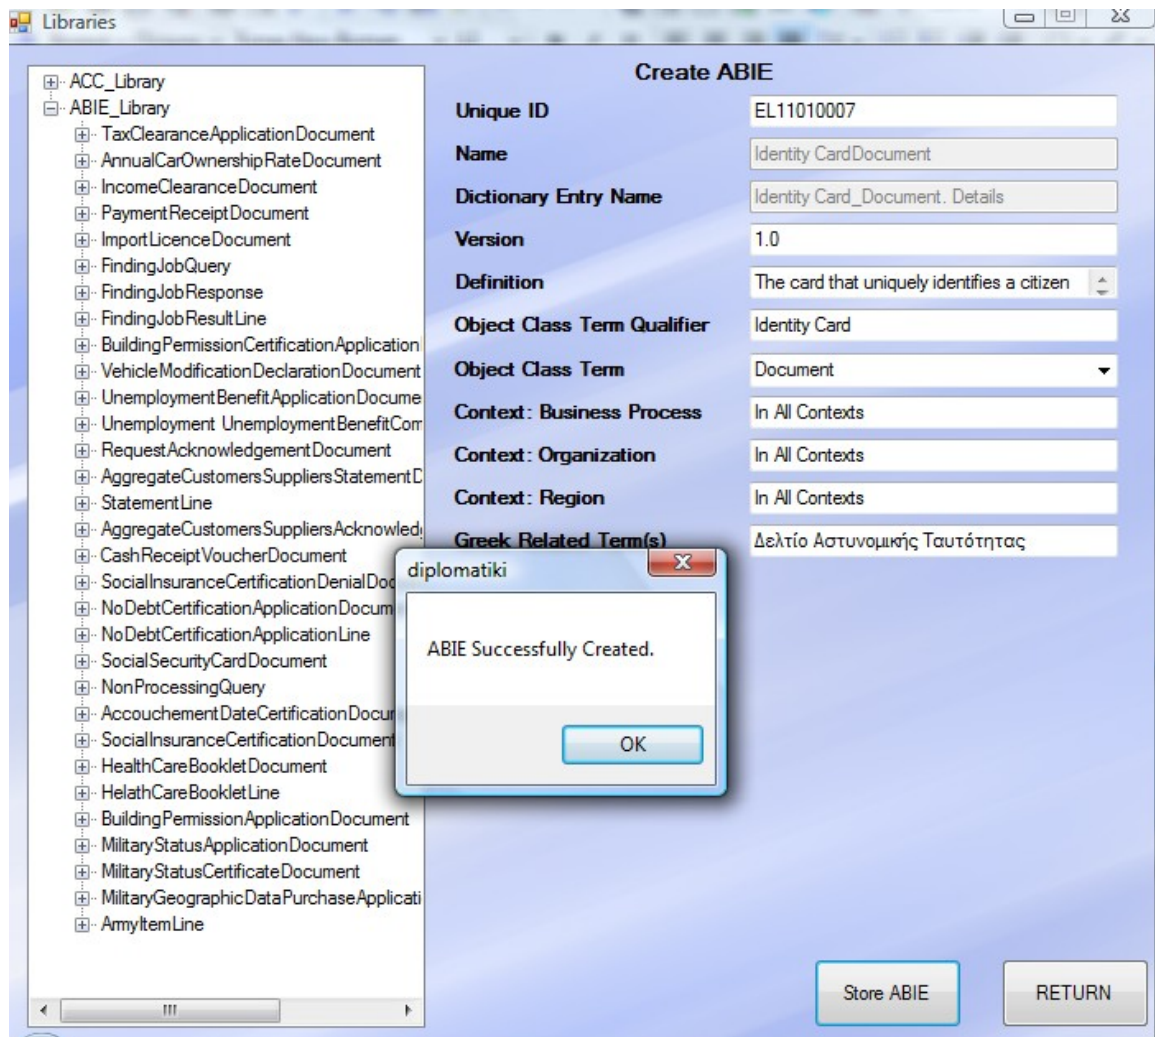 Libraries
ACC_Library
ABIE_Library
TaxClearanceApplicationDocument
AnnualCarOwnershipRateDocument
IncomeClearanceDocument
PaymentReceiptDocument
ImportLicenceDocument
FindingJobQuery
FindingJobResponse
FindingJobResultLine
BuildingPermissionCertificationApplication
VehicleModificationDeclarationDocument
UnemploymentBenefitApplicationDocume
Unemployment UnemploymentBenefitCom
RequestAcknowledgementDocument
AggregateCustomersSuppliersStatementD
StatementLine
AggregateCustomersSuppliersAcknowled
CashReceiptVoucherDocument
SocialInsuranceCertificationDenialDoc
NoDebtCertificationApplicationDocum
NoDebtCertificationApplicationLine
SocialSecurityCardDocument
NonProcessingQuery
AccouchementDateCertificationDocu
SocialInsuranceCertificationDocument
HealthCareBookletDocument
HelathCareBookletLine
BuildingPermissionApplicationDocument
MilitaryStatusApplicationDocument
MilitaryStatusCertificateDocument
MilitaryGeographicDataPurchaseApplicati
ArmyItemLine
Create ABIE
Unique ID EL11010007
Name Identity CardDocument
Dictionary Entry Name Identity Card_Document. Details
Version 1.0
Definition The card that uniquely identifies a citizen
Object Class Term Qualifier Identity Card
Object Class Term Document
Context: Business Process In All Contexts
Context: Organization In All Contexts
Context: Region In All Contexts
Greek Related Term(s) Δελτίο Αστυνομικής Ταυτότητας
diplomatiki
ABIE Successfully Created.
OK
Store ABIE RETURN